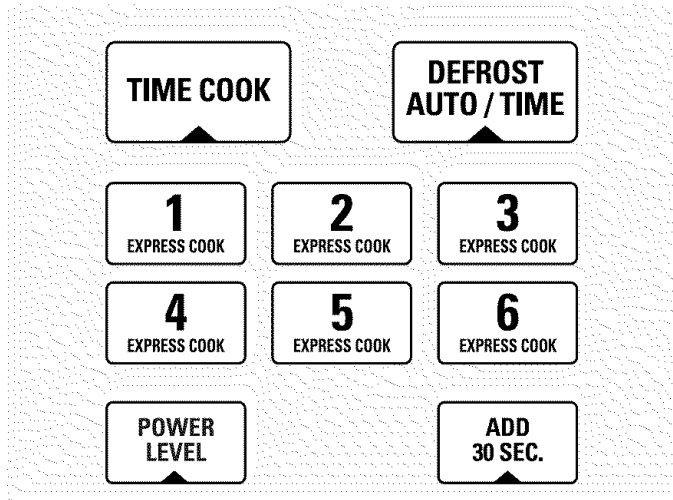 TIME COOK
DEFROST
AUTO / TIME
1
EXPRESS COOK
2
EXPRESS COOK
3
EXPRESS COOK
4
EXPRESS COOK
5
EXPRESS COOK
6
EXPRESS COOK
POWER
LEVEL
ADD
30 SEC.